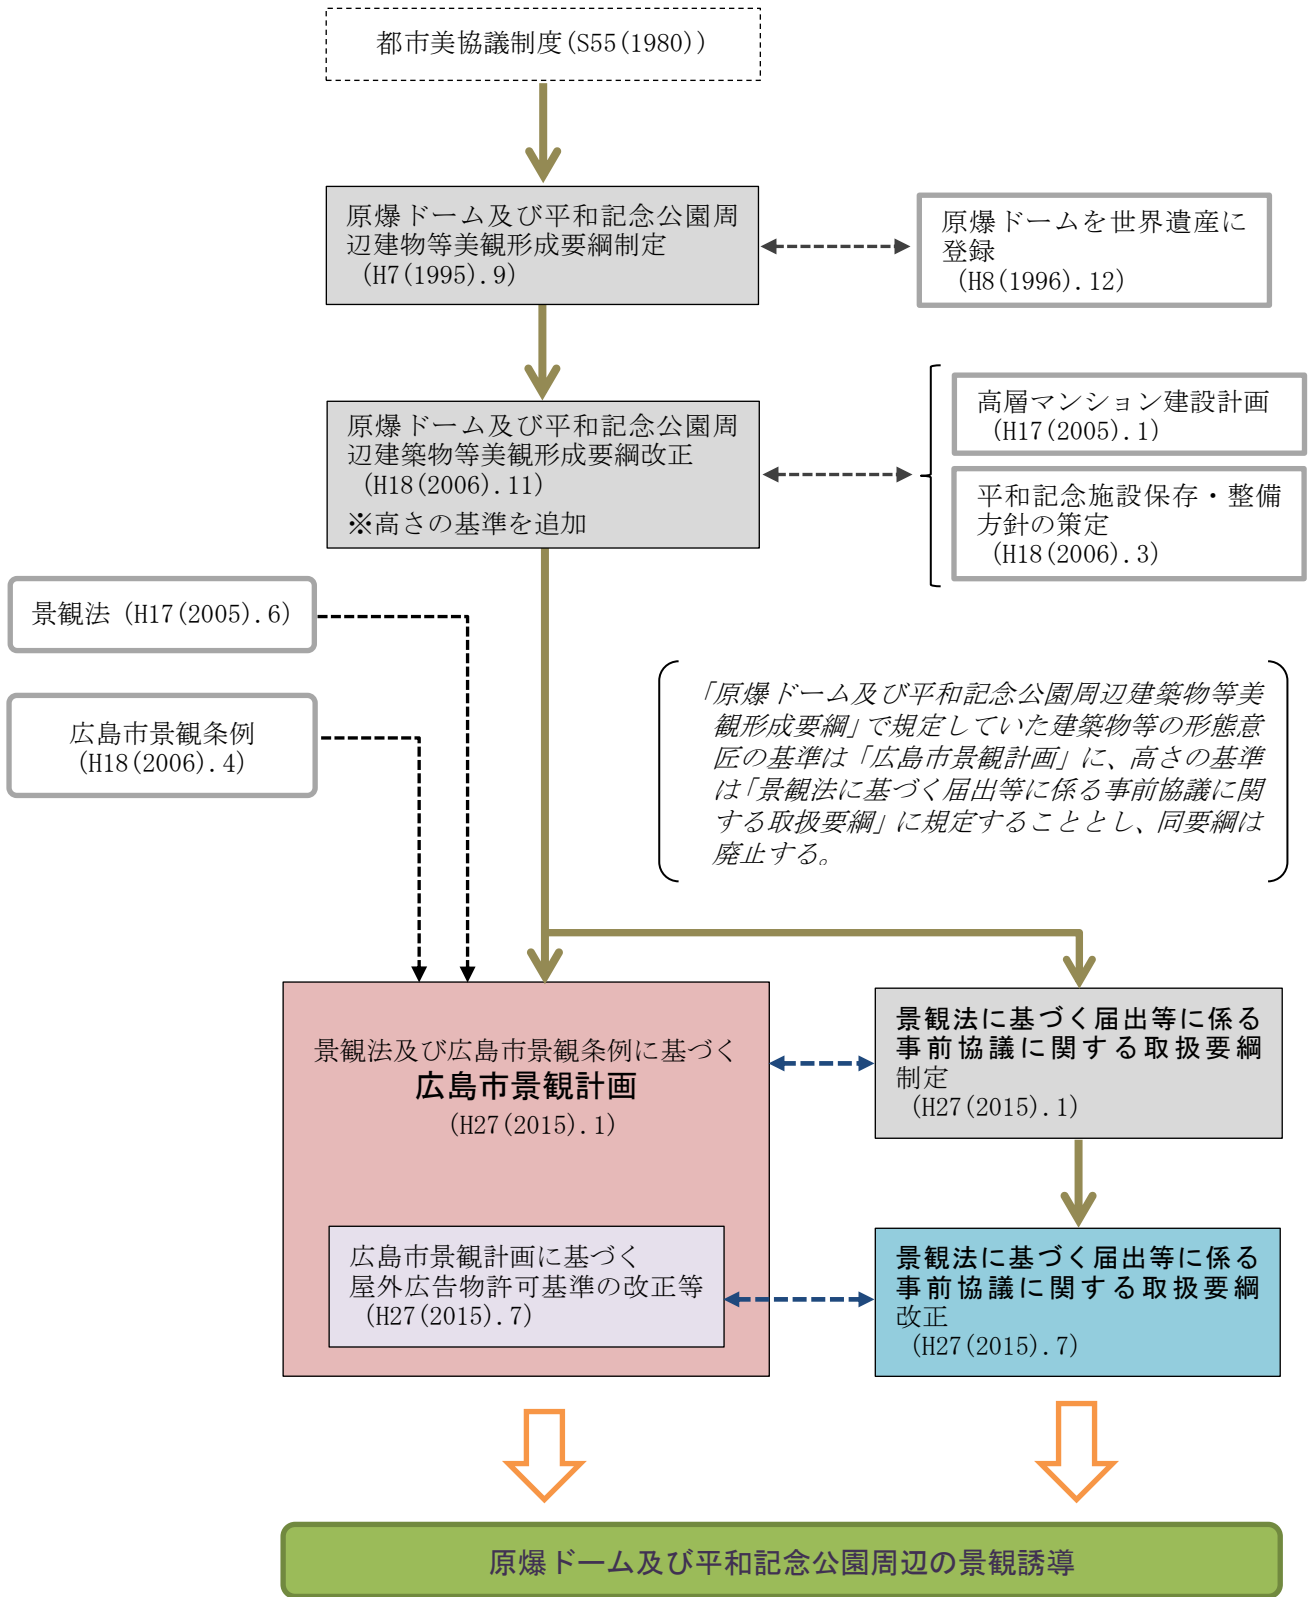 都市美協議制度(S55(1980))
原爆ドーム及び平和記念公園周
辺建物等美観形成要綱制定
(H7(1995).9)
原爆ドームを世界遺産に
登録
(H8(1996).12)
原爆ドーム及び平和記念公園周
辺建築物等美観形成要綱改正
(H18(2006).11)
※高さの基準を追加
高層マンション建設計画
(H17(2005).1)
平和記念施設保存・整備
方針の策定
(H18(2006).3)
景観法 (H17(2005).6)
広島市景観条例
(H18(2006).4)
「原爆ドーム及び平和記念公園周辺建築物等美
観形成要綱」で規定していた建築物等の形態意
匠の基準は「広島市景観計画」に、高さの基準
は「景観法に基づく届出等に係る事前協議に関
する取扱要綱」に規定することとし、同要綱は
廃止する。
景観法及び広島市景観条例に基づく
広島市景観計画
(H27(2015).1)
景観法に基づく届出等に係る
事前協議に関する取扱要綱
制定
(H27(2015).1)
広島市景観計画に基づく
屋外広告物許可基準の改正等
(H27(2015).7)
景観法に基づく届出等に係る
事前協議に関する取扱要綱
改正
(H27(2015).7)
原爆ドーム及び平和記念公園周辺の景観誘導